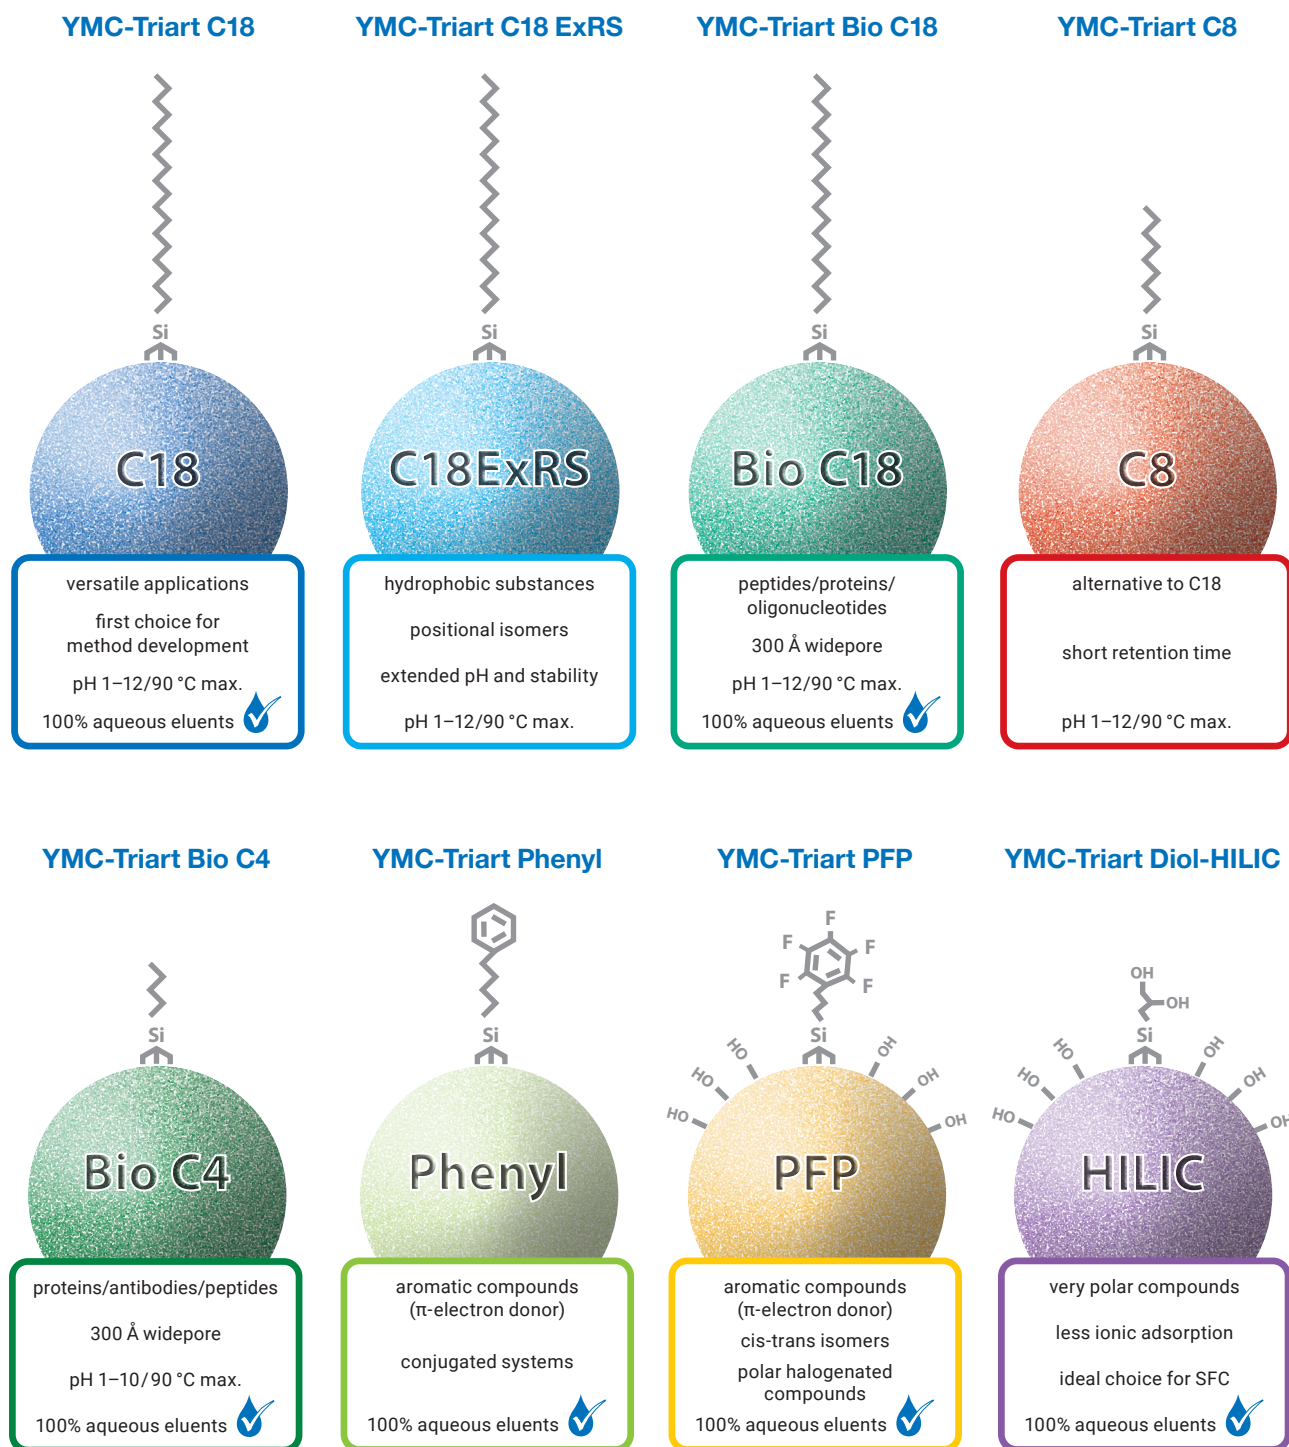 YMC-Triart C18
YMC-Triart C18 ExRS
YMC-Triart Bio C18
YMC-Triart C8
Si
Si
Si
Si
C18
C18ExRS
Bio C18
C8
versatile applications
first choice for
method development
pH 1–12/90 °C max.
100% aqueous eluents
hydrophobic substances
positional isomers
extended pH and stability
pH 1–12/90 °C max.
peptides/proteins/
oligonucleotides
300 Å widepore
pH 1–12/90 °C max.
100% aqueous eluents
alternative to C18
short retention time
pH 1–12/90 °C max.
YMC-Triart Bio C4
YMC-Triart Phenyl
YMC-Triart PFP
YMC-Triart Diol-HILIC
Si
Si
F
F
F
F
F
Si
HO
HO
HO
OH
OH
OH
OH
OH
Si
HO
HO
HO
OH
OH
OH
Bio C4
Phenyl
PFP
HILIC
proteins/antibodies/peptides
300 Å widepore
pH 1–10/90 °C max.
100% aqueous eluents
aromatic compounds
(π-electron donor)
conjugated systems
100% aqueous eluents
aromatic compounds
(π-electron donor)
cis-trans isomers
polar halogenated
compounds
100% aqueous eluents
very polar compounds
less ionic adsorption
ideal choice for SFC
100% aqueous eluents